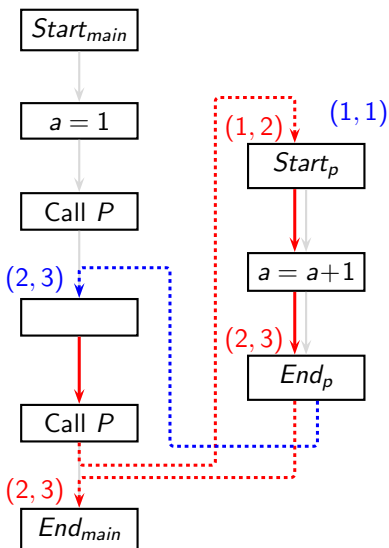 Start_main
a = 1
Call P
(2, 3)
Call P
(2, 3)
End_main
(1, 1)
(1, 2)
Start_p
a = a+1
(2, 3)
End_p